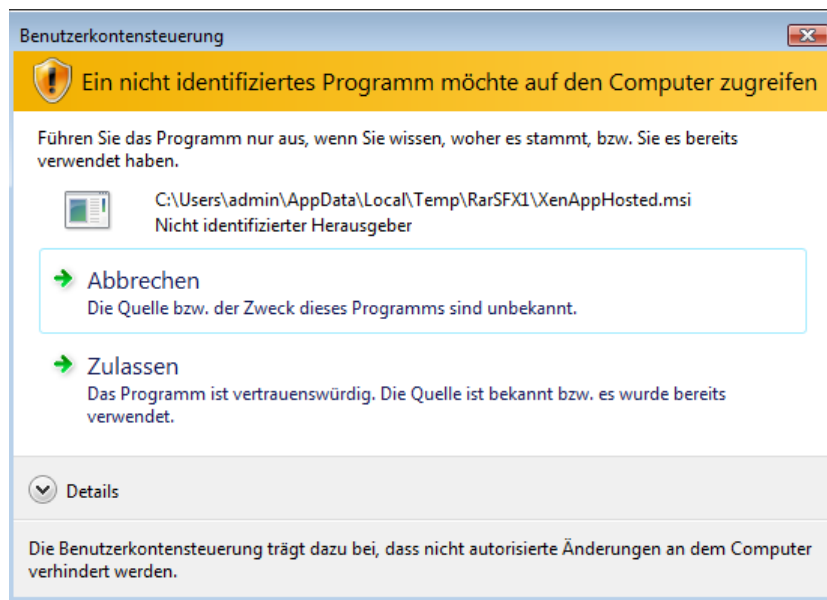 Benutzerkontensteuerung
Ein nicht identifiziertes Programm möchte auf den Computer zugreifen
Führen Sie das Programm nur aus, wenn Sie wissen, woher es stammt, bzw. Sie es bereits
verwendet haben.
C:\Users\admin\AppData\Local\Temp\RarSFX1\XenAppHosted.msi
Nicht identifizierter Herausgeber
Abbrechen
Die Quelle bzw. der Zweck dieses Programms sind unbekannt.
Zulassen
Das Programm ist vertrauenswürdig. Die Quelle ist bekannt bzw. es wurde bereits
verwendet.
Details
Die Benutzerkontensteuerung trägt dazu bei, dass nicht autorisierte Änderungen an dem Computer
verhindert werden.